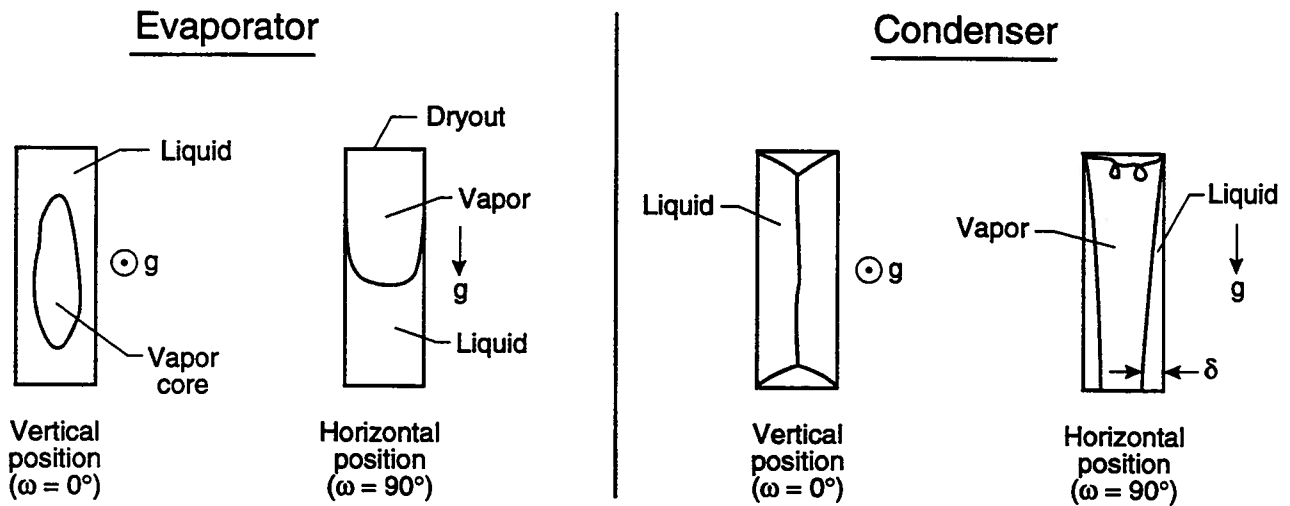 Evaporator
Liquid
g
Vapor
core
Vertical
position
(ω = 0°)
Dryout
Vapor
g
Liquid
Horizontal
position
(ω = 90°)
Condenser
Liquid
g
Vertical
position
(ω = 0°)
Vapor
Liquid
g
δ
Horizontal
position
(ω = 90°)